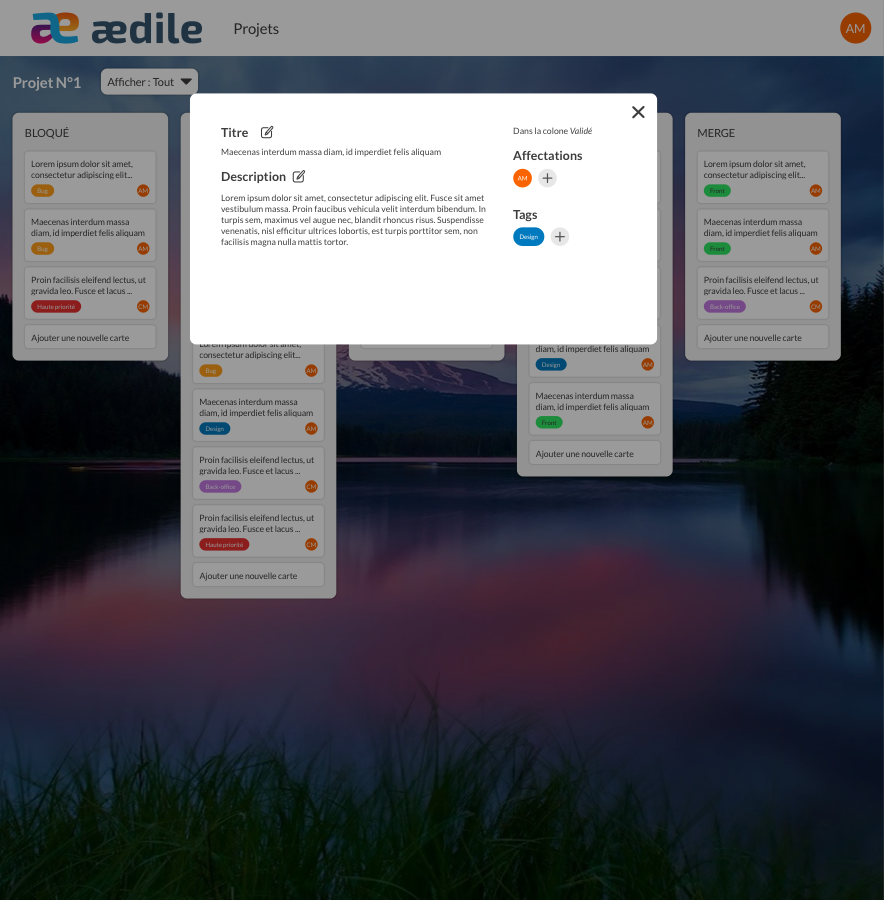 æ ædile
Projets
AM
Projet N°1
Afficher : Tout
BLOQUÉ
Lorem ipsum dolor sit amet,
consectetur adipiscing elit...
Bug
AM
Maecenas interdum massa
diam, id imperdiet felis aliquam
Bug
AM
Proin facilisis eleifend lectus, ut
gravida leo. Fusce et lacus ...
Haute priorité
CM
Ajouter une nouvelle carte
Titre
Maecenas interdum massa diam, id imperdiet felis aliquam
Description
Lorem ipsum dolor sit amet, consectetur adipiscing elit. Fusce sit amet
vestibulum massa. Proin faucibus vehicula velit interdum bibendum. In
turpis sem, maximus vel augue nec, blandit rhoncus risus. Suspendisse
venenatis, nisl efficitur ultrices lobortis, est turpis porttitor sem, non
facilisis magna nulla mattis tortor.
Dans la colone Validé
Affectations
AM
Tags
Design
Lorem ipsum dolor sit amet,
consectetur adipiscing elit...
Bug
AM
Maecenas interdum massa
diam, id imperdiet felis aliquam
Design
AM
Proin facilisis eleifend lectus, ut
gravida leo. Fusce et lacus ...
Back-office
CM
Proin facilisis eleifend lectus, ut
gravida leo. Fusce et lacus ...
Haute priorité
CM
Ajouter une nouvelle carte
diam, id imperdiet felis aliquam
Design
AM
Maecenas interdum massa
diam, id imperdiet felis aliquam
Front
AM
Ajouter une nouvelle carte
MERGE
Lorem ipsum dolor sit amet,
consectetur adipiscing elit...
Front
AM
Maecenas interdum massa
diam, id imperdiet felis aliquam
Front
AM
Proin facilisis eleifend lectus, ut
gravida leo. Fusce et lacus ...
Back-office
CM
Ajouter une nouvelle carte